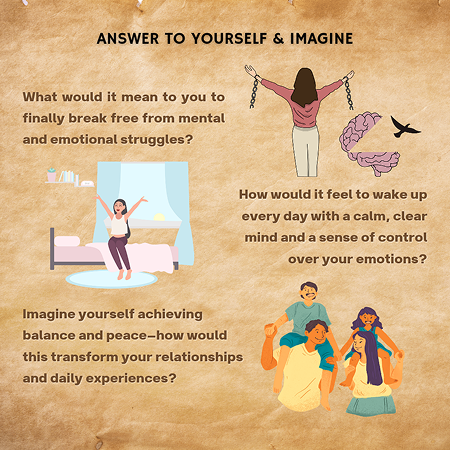 ANSWER TO YOURSELF & IMAGINE
What would it mean to you to
finally break free from mental
and emotional struggles?
How would it feel to wake up
every day with a calm, clear
mind and a sense of control
over your emotions?
Imagine yourself achieving
balance and peace—how would
this transform your relationships
and daily experiences?